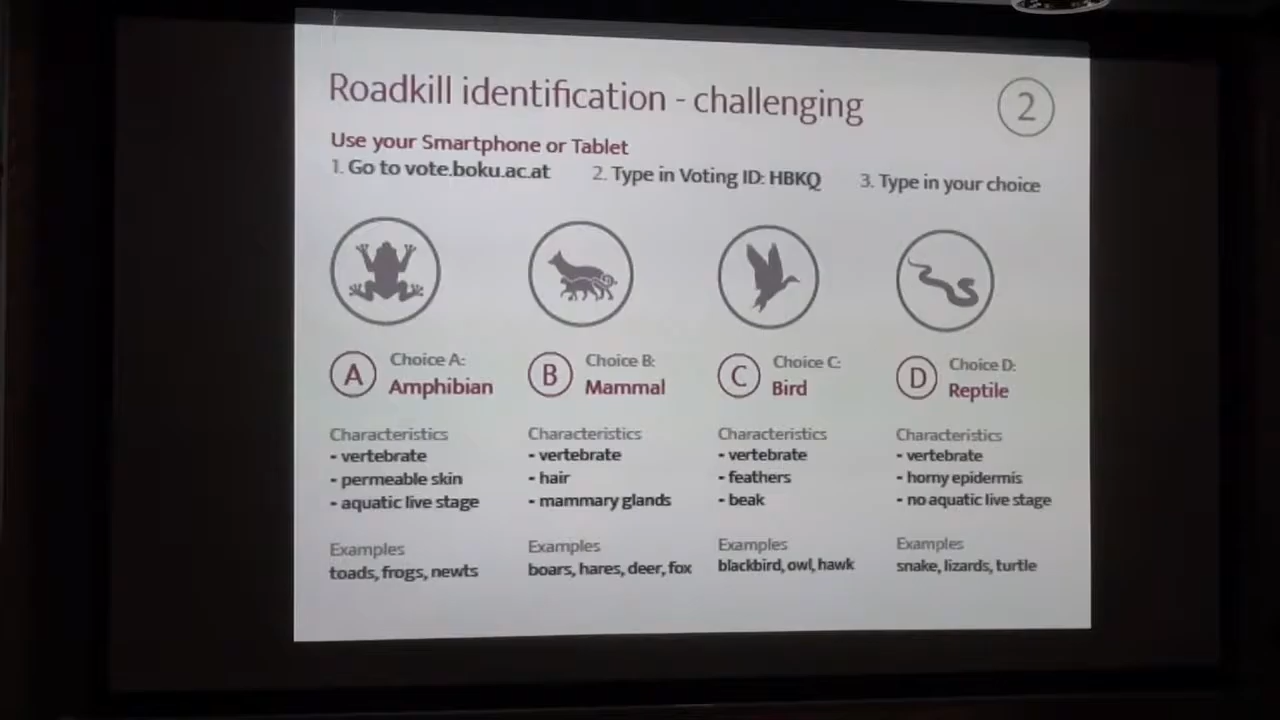 Roadkill identification - challenging
2
Use your Smartphone or Tablet
1. Go to vote.boku.ac.at 2. Type in Voting ID: HBKQ 3. Type in your choice
A Choice A: Amphibian
B Choice B: Mammal
C Choice C: Bird
D Choice D: Reptile
Characteristics
- vertebrate
- permeable skin
- aquatic live stage
Characteristics
- vertebrate
- hair
- mammary glands
Characteristics
- vertebrate
- feathers
- beak
Characteristics
- vertebrate
- horny epidermis
- no aquatic live stage
Examples
toads, frogs, newts
Examples
boars, hares, deer, fox
Examples
blackbird, owl, hawk
Examples
snake, lizards, turtle